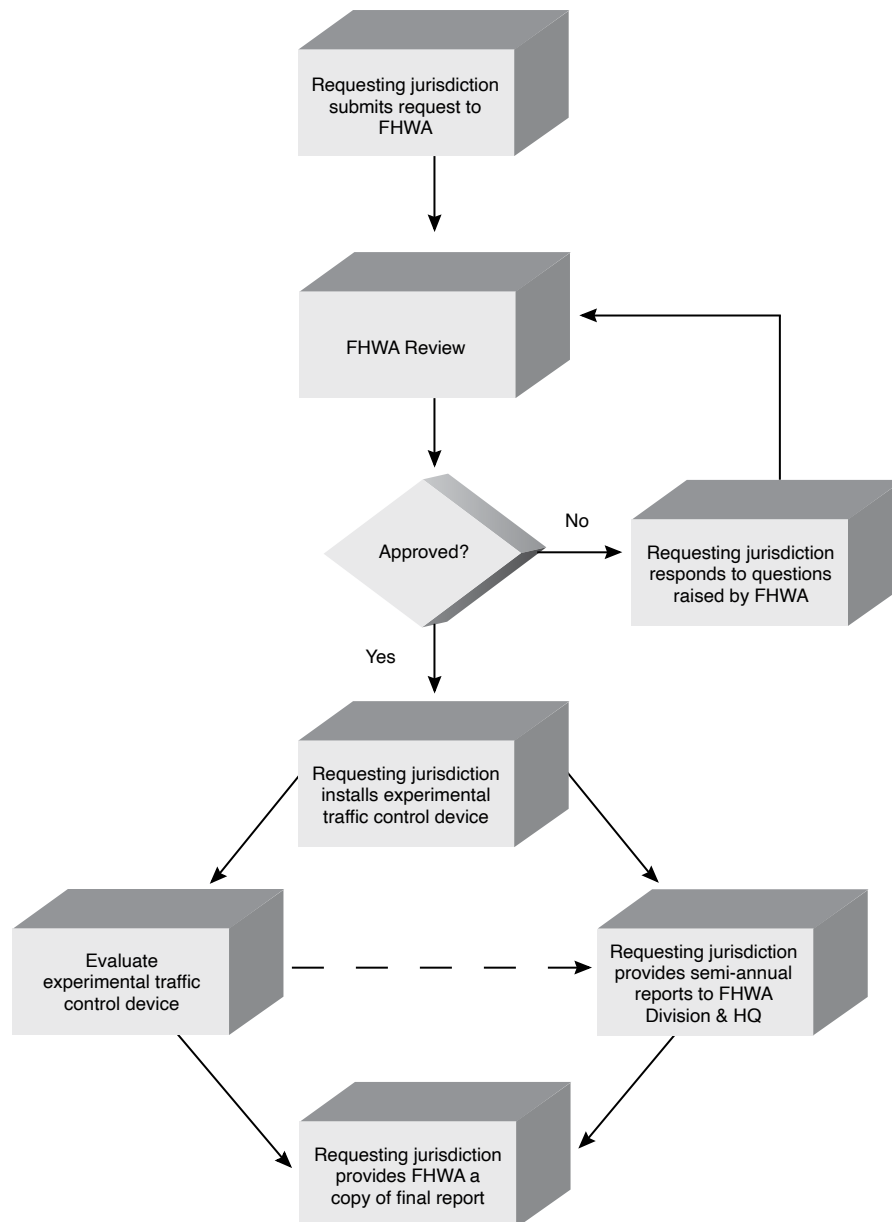 Requesting jurisdiction
submits request to
FHWA
FHWA Review
Approved?
No
Requesting jurisdiction
responds to questions
raised by FHWA
Yes
Requesting jurisdiction
installs experimental
traffic control device
Evaluate
experimental traffic
control device
Requesting jurisdiction
provides semi-annual
reports to FHWA
Division & HQ
Requesting jurisdiction
provides FHWA a
copy of final report